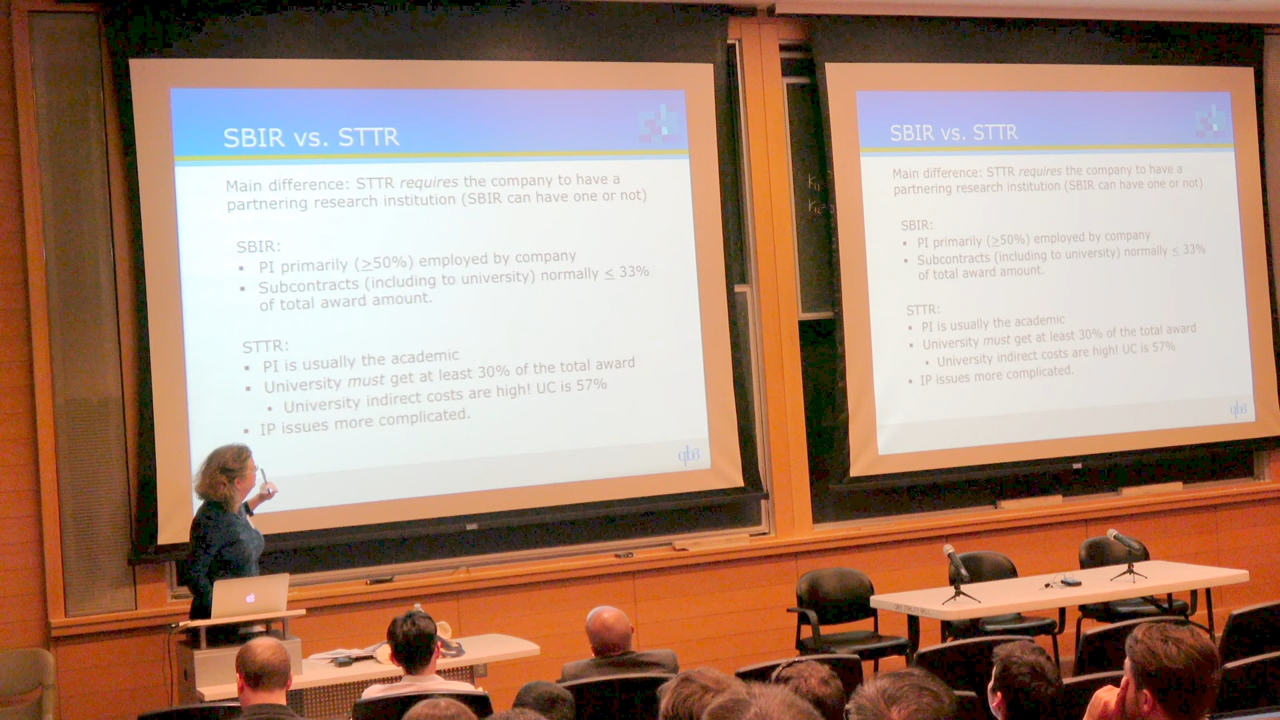 SBIR vs. STTR
Main difference: STTR requires the company to have a
partnering research institution (SBIR can have one or not)
SBIR:
▪ PI primarily (≥50%) employed by company
▪ Subcontracts (including to university) normally ≤ 33%
of total award amount.
STTR:
▪ PI is usually the academic
▪ University must get at least 30% of the total award
• University indirect costs are high! UC is 57%
▪ IP issues more complicated.
qb3
SBIR vs. STTR
Main difference: STTR requires the company to have a
partnering research institution (SBIR can have one or not)
SBIR:
▪ PI primarily (≥50%) employed by company
▪ Subcontracts (including to university) normally ≤ 33%
of total award amount.
STTR:
▪ PI is usually the academic
▪ University must get at least 30% of the total award
• University indirect costs are high! UC is 57%
▪ IP issues more complicated.
qb3